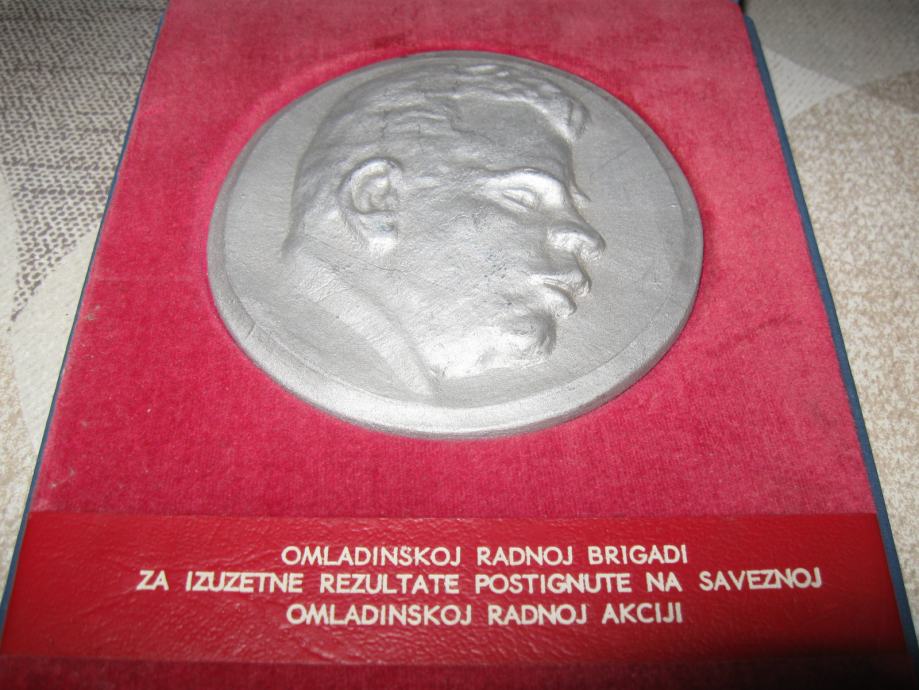 OMLADINSKOJ RADNOJ BRIGADI
ZA IZUZETNE REZULTATE POSTIGNUTE NA SAVEZNOJ
OMLADINSKOJ RADNOJ AKCIJI